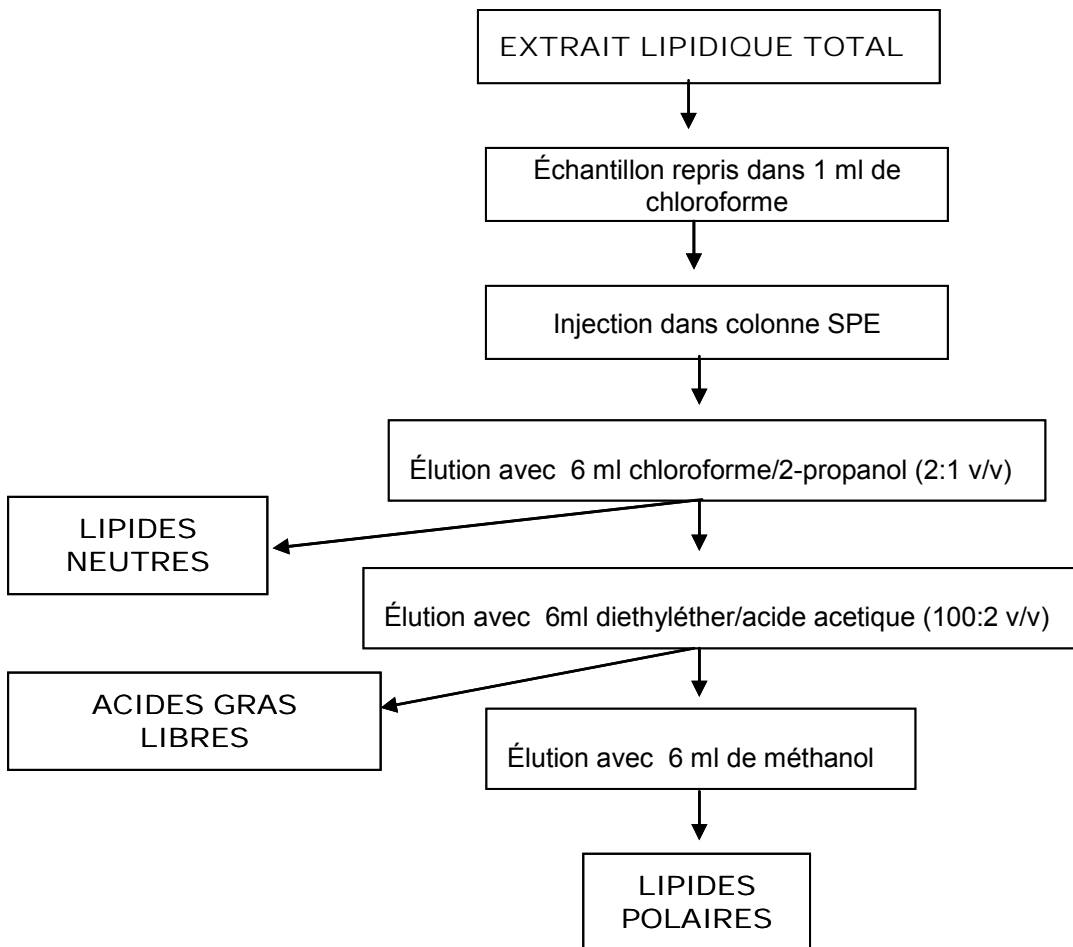 EXTRAIT LIPIDIQUE TOTAL
Échantillon repris dans 1 ml de
chloroforme
Injection dans colonne SPE
Élution avec 6 ml chloroforme/2-propanol (2:1 v/v)
LIPIDES
NEUTRES
Élution avec 6ml diethyléther/acide acetique (100:2 v/v)
ACIDES GRAS
LIBRES
Élution avec 6 ml de méthanol
LIPIDES
POLAIRES